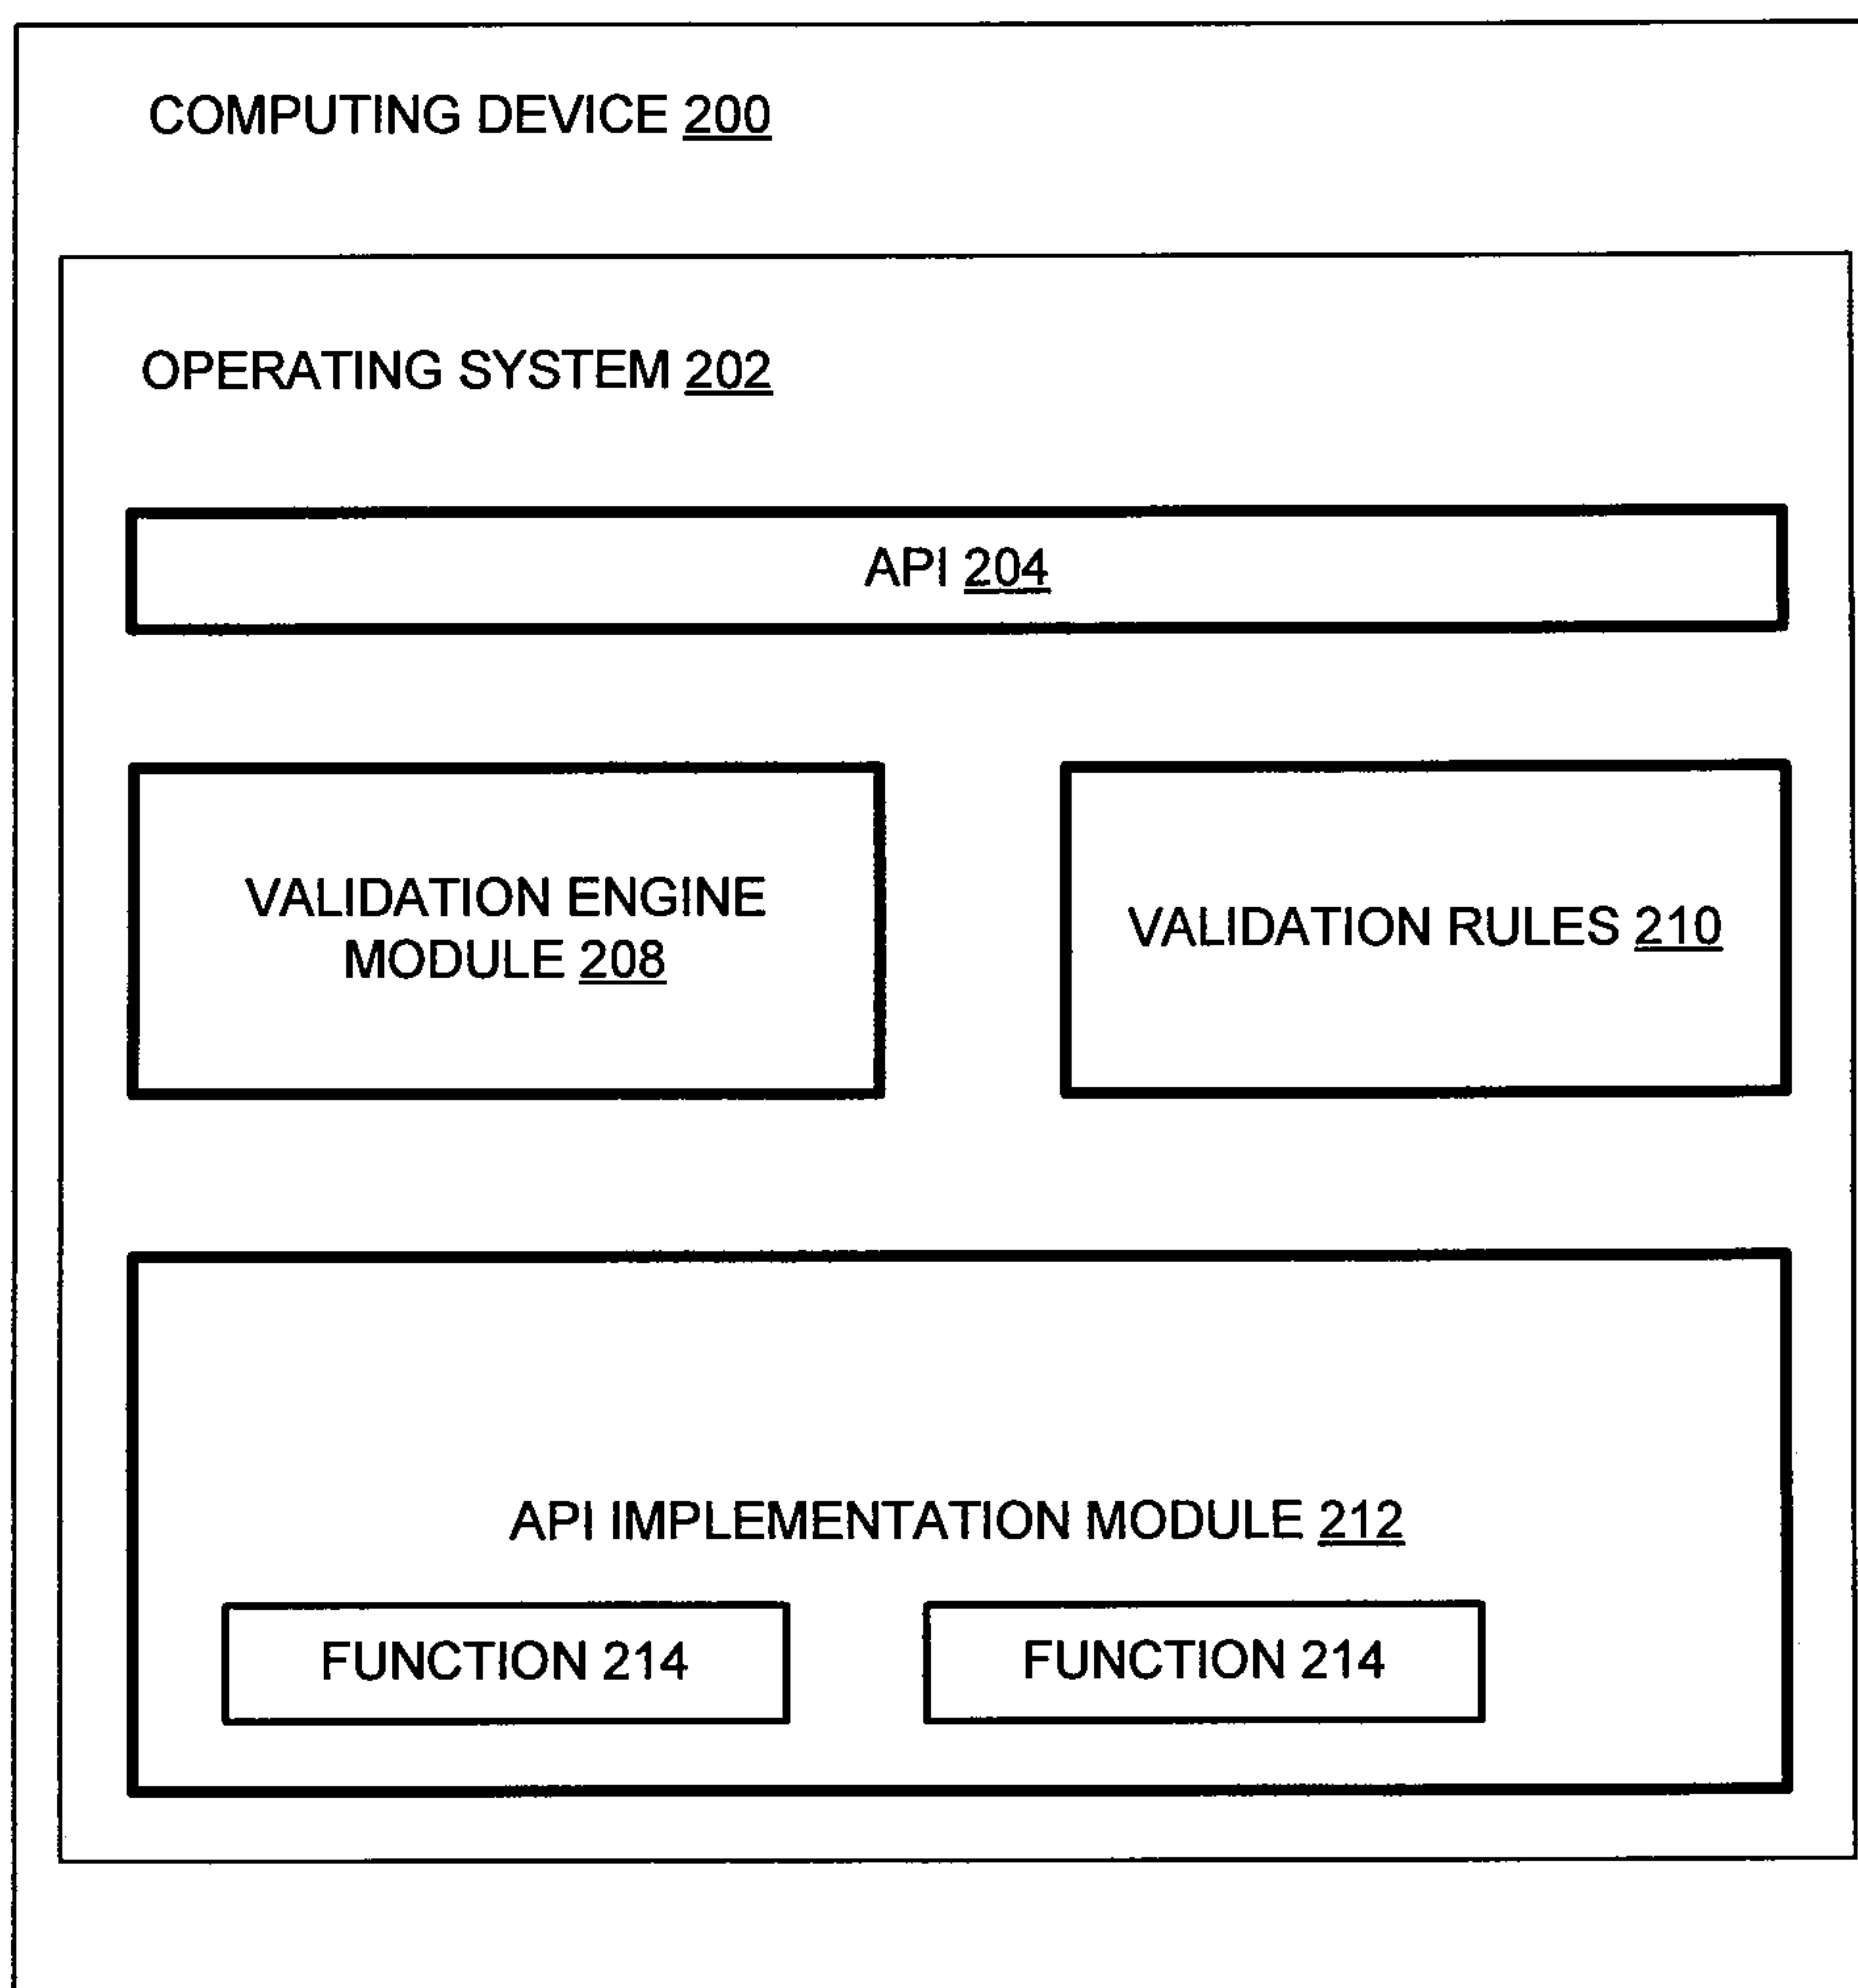 COMPUTING DEVICE 200
OPERATING SYSTEM 202
API 204
VALIDATION ENGINE
MODULE 208
VALIDATION RULES 210
API IMPLEMENTATION MODULE 212
FUNCTION 214
FUNCTION 214